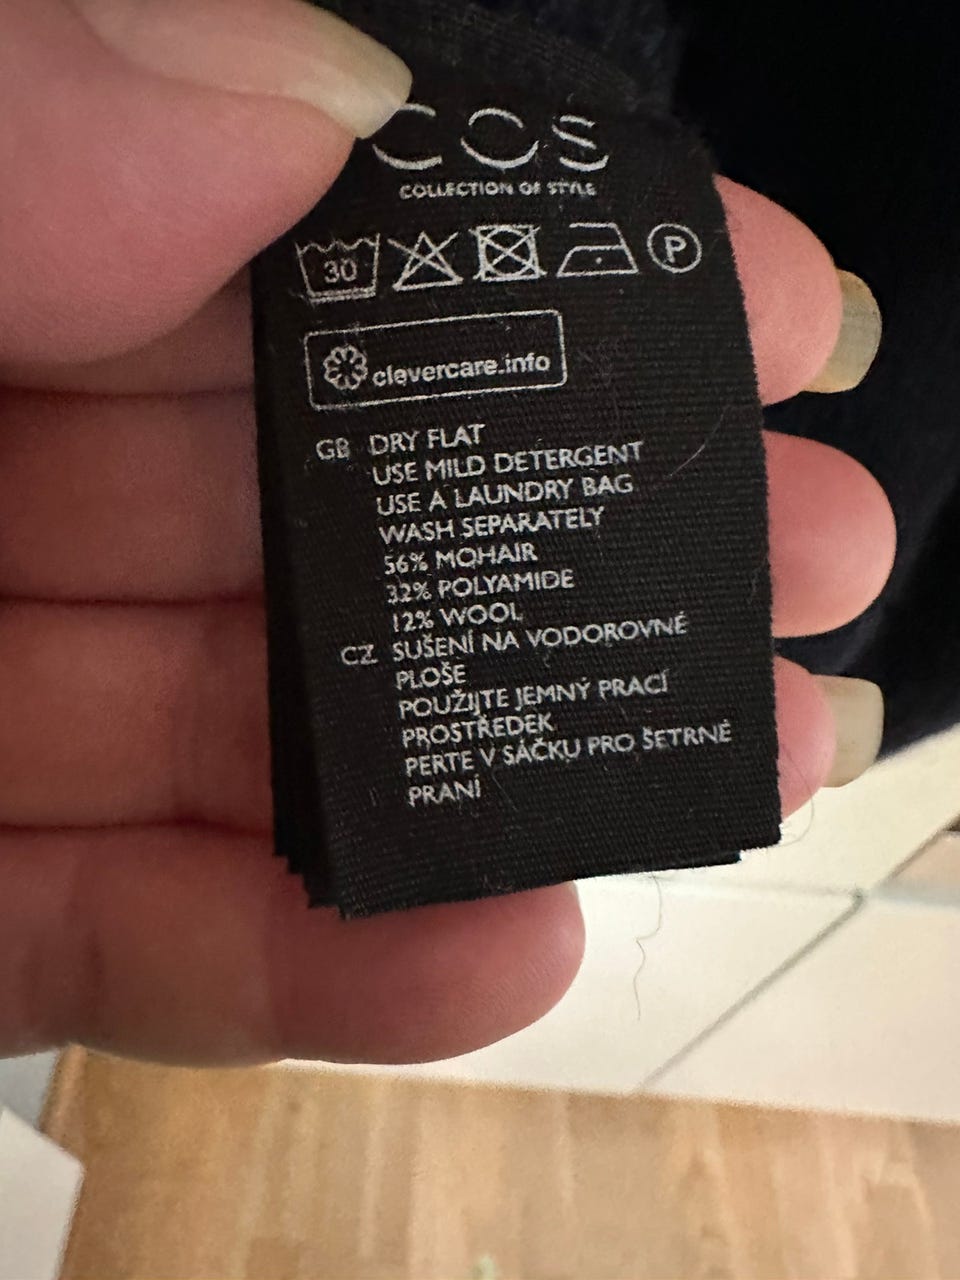 COS
COLLECTION OF STYLE
30 P
clevercare.info
GB DRY FLAT
USE MILD DETERGENT
USE A LAUNDRY BAG
WASH SEPARATELY
56% MOHAIR
32% POLYAMIDE
12% WOOL
CZ SUŠENÍ NA VODOROVNÉ
PLOŠE
POUŽIJTE JEMNÝ PRACÍ
PROSTŘEDEK
PERTE V SÁČKU PRO ŠETRNÉ
PRANÍ